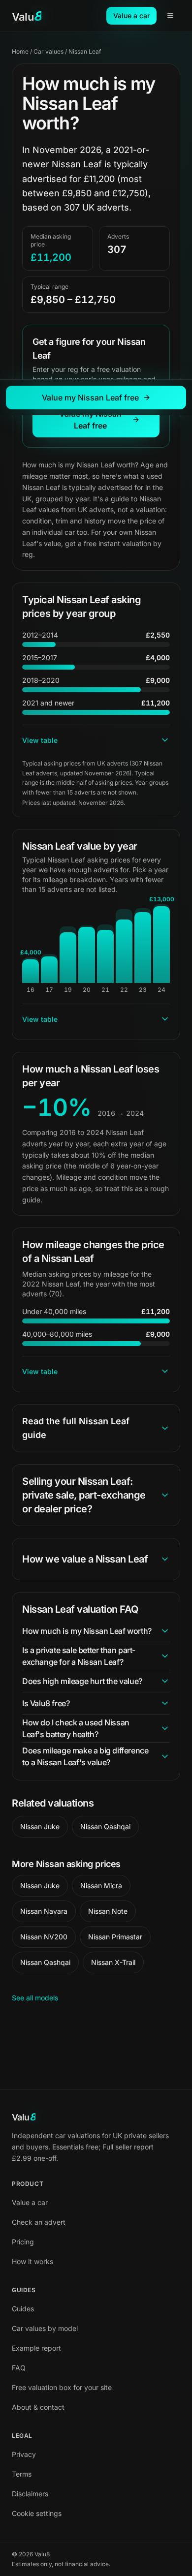 Valu8
Value a car
Home / Car values / Nissan Leaf
How much is my
Nissan Leaf
worth?
In November 2026, a 2021-or-
newer Nissan Leaf is typically
advertised for £11,200 (most
between £9,850 and £12,750),
based on 307 UK adverts.
Median asking
price
£11,200
Adverts
307
Typical range
£9,850 – £12,750
Get a figure for your Nissan
Leaf
Enter your reg for a free valuation
Value my Nissan Leaf free →
Value my Nissan
Leaf free →
How much is my Nissan Leaf worth? Age and
mileage matter most, so here's what a used
Nissan Leaf is typically advertised for in the
UK, grouped by year. It's a guide to Nissan
Leaf values from UK adverts, not a valuation:
condition, trim and history move the price of
an individual car too. For your own Nissan
Leaf's value, get a free instant valuation by
reg.
Typical Nissan Leaf asking
prices by year group
2012–2014 £2,550
2015–2017 £4,000
2018–2020 £9,000
2021 and newer £11,200
View table
Typical asking prices from UK adverts (307 Nissan
Leaf adverts, updated November 2026). Typical
range is the middle half of asking prices. Year groups
with fewer than 15 adverts are not shown.
Prices last updated: November 2026.
Nissan Leaf value by year
Typical Nissan Leaf asking prices for every
year we have enough adverts for. Pick a year
for its mileage breakdown. Years with fewer
than 15 adverts are not listed.
£13,000
£4,000
16 17 19 20 21 22 23 24
View table
How much a Nissan Leaf loses
per year
−10% 2016 → 2024
Comparing 2016 to 2024 Nissan Leaf
adverts year by year, each extra year of age
typically takes about 10% off the median
price (the middle of 6 year-on-year
changes). Mileage and condition move the
price as much as age, so treat this as a rough
guide.
How mileage changes the price
of a Nissan Leaf
Median asking prices by mileage for the
2022 Nissan Leaf, the year with the most
adverts (70).
Under 40,000 miles £11,200
40,000–80,000 miles £9,000
View table
Read the full Nissan Leaf
guide
Selling your Nissan Leaf:
private sale, part-exchange
or dealer price?
How we value a Nissan Leaf
Nissan Leaf valuation FAQ
How much is my Nissan Leaf worth?
Is a private sale better than part-
exchange for a Nissan Leaf?
Does high mileage hurt the value?
Is Valu8 free?
How do I check a used Nissan
Leaf's battery health?
Does mileage make a big difference
to a Nissan Leaf's value?
Related valuations
Nissan Juke Nissan Qashqai
More Nissan asking prices
Nissan Juke Nissan Micra
Nissan Navara Nissan Note
Nissan NV200 Nissan Primastar
Nissan Qashqai Nissan X-Trail
See all models
Valu8
Independent car valuations for UK private sellers
and buyers. Essentials free; Full seller report
£2.99 one-off.
PRODUCT
Value a car
Check an advert
Pricing
How it works
GUIDES
Guides
Car values by model
Example report
FAQ
Free valuation box for your site
About & contact
LEGAL
Privacy
Terms
Disclaimers
Cookie settings
© 2026 Valu8
Estimates only, not financial advice.